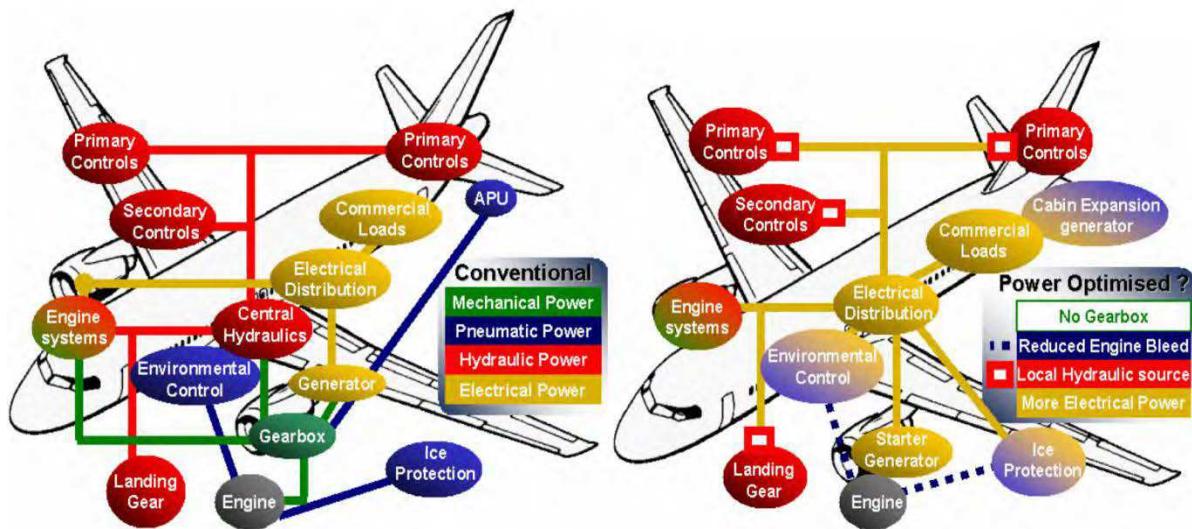 Primary
Controls
Primary
Controls
APU
Secondary
Controls
Commercial
Loads
Electrical
Distribution
Conventional
Mechanical Power
Pneumatic Power
Hydraulic Power
Electrical Power
Engine
systems
Central
Hydraulics
Environmental
Control
Generator
Gearbox
Ice
Protection
Landing
Gear
Engine
Primary
Controls
Primary
Controls
Secondary
Controls
Cabin Expansion
generator
Commercial
Loads
Power Optimised ?
No Gearbox
Reduced Engine Bleed
Local Hydraulic source
More Electrical Power
Engine
systems
Electrical
Distribution
Environmental
Control
Starter
Generator
Ice
Protection
Landing
Gear
Engine